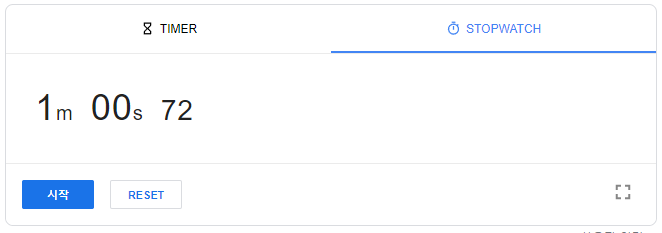 TIMER
STOPWATCH
1m 00s 72
시작
RESET